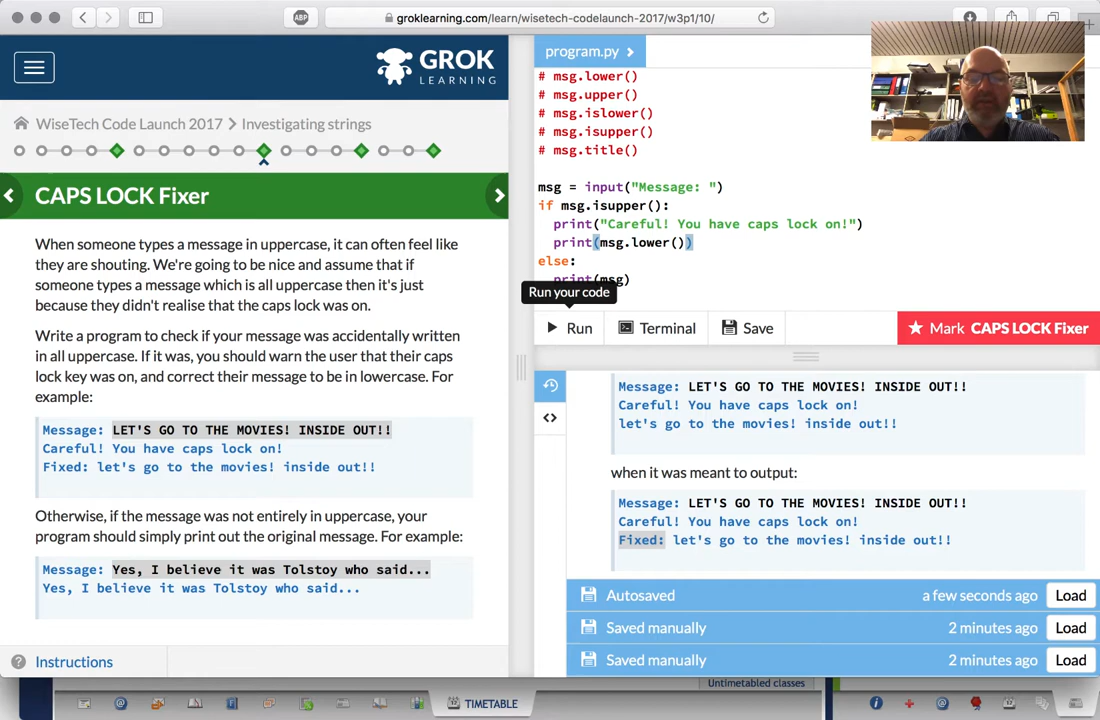 ABP
groklearning.com/learn/wisetech-codelaunch-2017/w3p1/10/
GROK
LEARNING
WiseTech Code Launch 2017 > Investigating strings
CAPS LOCK Fixer
When someone types a message in uppercase, it can often feel like
they are shouting. We're going to be nice and assume that if
someone types a message which is all uppercase then it's just
because they didn't realise that the caps lock was on.
Write a program to check if your message was accidentally written
in all uppercase. If it was, you should warn the user that their caps
lock key was on, and correct their message to be in lowercase. For
example:
Message: LET'S GO TO THE MOVIES! INSIDE OUT!!
Careful! You have caps lock on!
Fixed: let's go to the movies! inside out!!
Otherwise, if the message was not entirely in uppercase, your
program should simply print out the original message. For example:
Message: Yes, I believe it was Tolstoy who said...
Yes, I believe it was Tolstoy who said...
Instructions
program.py
# msg.lower()
# msg.upper()
# msg.islower()
# msg.isupper()
# msg.title()
msg = input("Message: ")
if msg.isupper():
print("Careful! You have caps lock on!")
print(msg.lower())
else:
print(msg)
Run your code
Run
Terminal
Save
Mark CAPS LOCK Fixer
Message: LET'S GO TO THE MOVIES! INSIDE OUT!!
Careful! You have caps lock on!
let's go to the movies! inside out!!
when it was meant to output:
Message: LET'S GO TO THE MOVIES! INSIDE OUT!!
Careful! You have caps lock on!
Fixed: let's go to the movies! inside out!!
Autosaved a few seconds ago Load
Saved manually 2 minutes ago Load
Saved manually 2 minutes ago Load
Untimetabled classes
TIMETABLE